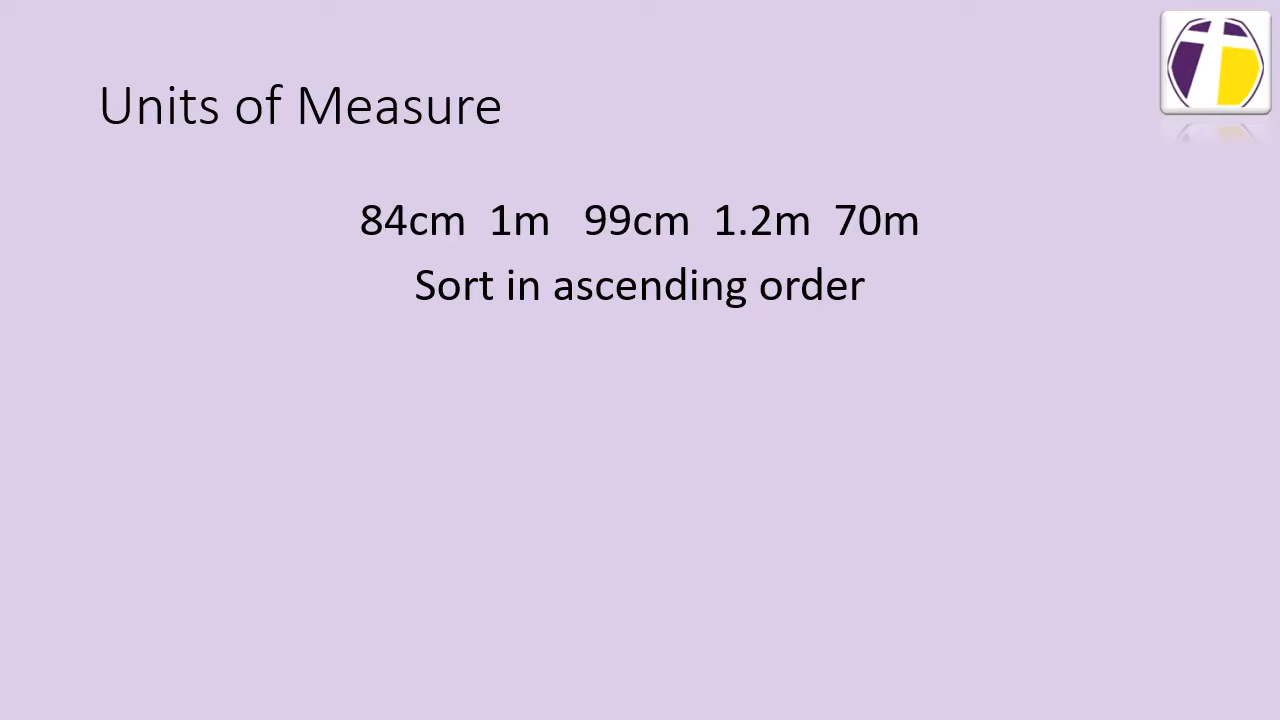 Units of Measure
84cm 1m 99cm 1.2m 70m
Sort in ascending order